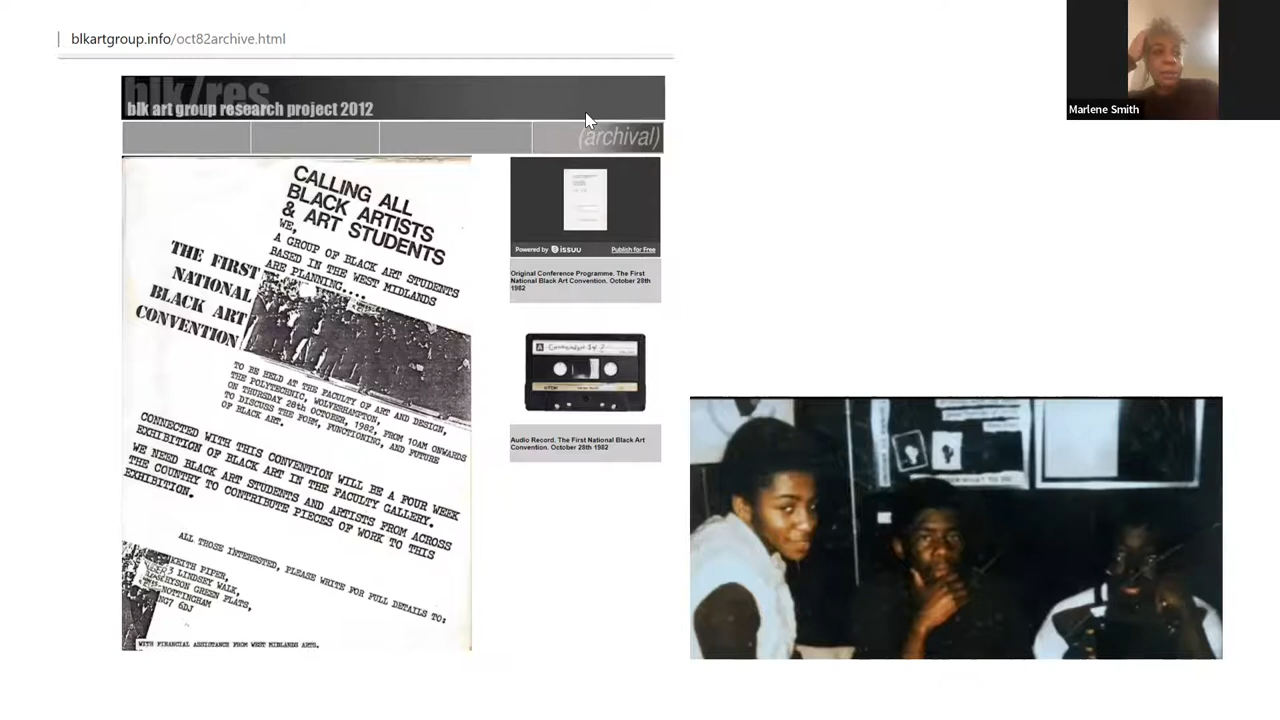 blkartgroup.info/oct82archive.html
Marlene Smith
blk/res
blk art group research project 2012
(archival)
CALLING ALL
BLACK ARTISTS
& ART STUDENTS
WE,
A GROUP OF BLACK ART STUDENTS
BASED IN THE WEST MIDLANDS
ARE PLANNING....
THE FIRST
NATIONAL
BLACK ART
CONVENTION
TO BE HELD AT THE FACULTY OF ART AND DESIGN,
THE POLYTECHNIC, WOLVERHAMPTON,
ON THURSDAY 28th OCTOBER, 1982, FROM 10AM ONWARDS
TO DISCUSS THE FORM, FUNCTIONING, AND FUTURE
OF BLACK ART.
CONNECTED WITH THIS CONVENTION WILL BE A FOUR WEEK
EXHIBITION OF BLACK ART IN THE FACULTY GALLERY.
WE NEED BLACK ART STUDENTS AND ARTISTS FROM ACROSS
THE COUNTRY TO CONTRIBUTE PIECES OF WORK TO THIS
EXHIBITION.
ALL THOSE INTERESTED, PLEASE WRITE FOR FULL DETAILS TO:
KEITH PIPER,
3 LINDSEY WALK,
HYSON GREEN FLATS,
NOTTINGHAM
NG7 6DJ
WITH FINANCIAL ASSISTANCE FROM WEST MIDLANDS ARTS.
Powered by issuu
Publish for Free
Original Conference Programme. The First
National Black Art Convention. October 28th
1982
A
Audio Record. The First National Black Art
Convention. October 28th 1982